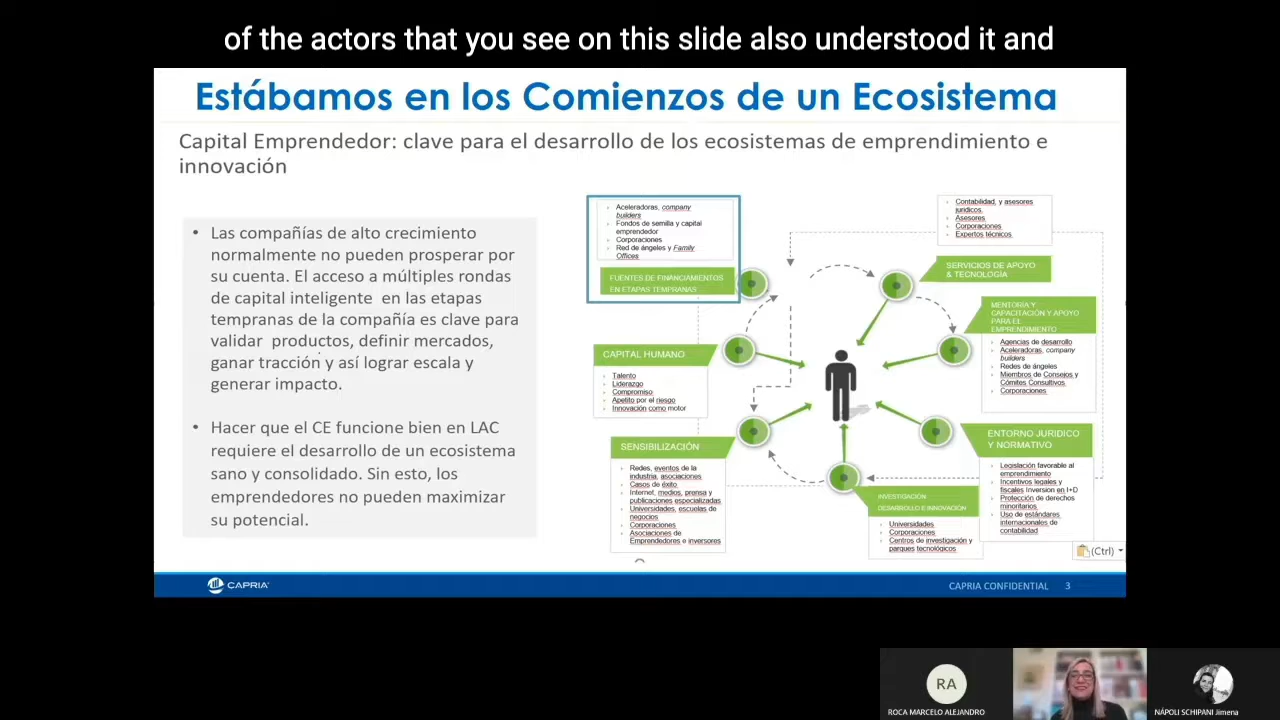 of the actors that you see on this slide also understood it and
Estábamos en los Comienzos de un Ecosistema
Capital Emprendedor: clave para el desarrollo de los ecosistemas de emprendimiento e
innovación
• Las compañías de alto crecimiento
normalmente no pueden prosperar por
su cuenta. El acceso a múltiples rondas
de capital inteligente en las etapas
tempranas de la compañía es clave para
validar productos, definir mercados,
ganar tracción y así lograr escala y
generar impacto.
• Hacer que el CE funcione bien en LAC
requiere el desarrollo de un ecosistema
sano y consolidado. Sin esto, los
emprendedores no pueden maximizar
su potencial.
Aceleradoras, company
builders
Fondos de semilla y capital
emprendedor
Corporaciones
Red de ángeles y Family
Offices
FUENTES DE FINANCIAMIENTOS
EN ETAPAS TEMPRANAS
CAPITAL HUMANO
Talento
Liderazgo
Compromiso
Apetito por el riesgo
Innovación como motor
SENSIBILIZACIÓN
Redes, eventos de la
industria, asociaciones
Casos de éxito
Internet, medios, prensa y
publicaciones especializadas
Universidades, escuelas de
negocios
Corporaciones
Asociaciones de
Emprendedores e inversores
Contabilidad, y asesores
jurídicos.
Asesores
Corporaciones
Expertos técnicos
SERVICIOS DE APOYO
& TECNOLOGÍA
MENTORÍA Y
CAPACITACIÓN Y APOYO
PARA EL
EMPRENDIMIENTO
Agencias de desarrollo
Aceleradoras, company
builders
Redes de ángeles
Miembros de Consejos y
Cómites Consultivos
Corporaciones
ENTORNO JURIDICO
Y NORMATIVO
Legislación favorable al
emprendimiento
Incentivos legales y
fiscales Inversion en I+D
Protección de derechos
minoritarios
Uso de estándares
internacionales de
contabilidad
INVESTIGACIÓN
DESARROLLO E INNOVACIÓN
Universidades
Corporaciones
Centros de investigación y
parques tecnológicos
(Ctrl)
CAPRIA
CAPRIA CONFIDENTIAL 3
RA
ROCA MARCELO ALEJANDRO
NÁPOLI SCHIPANI Jimena